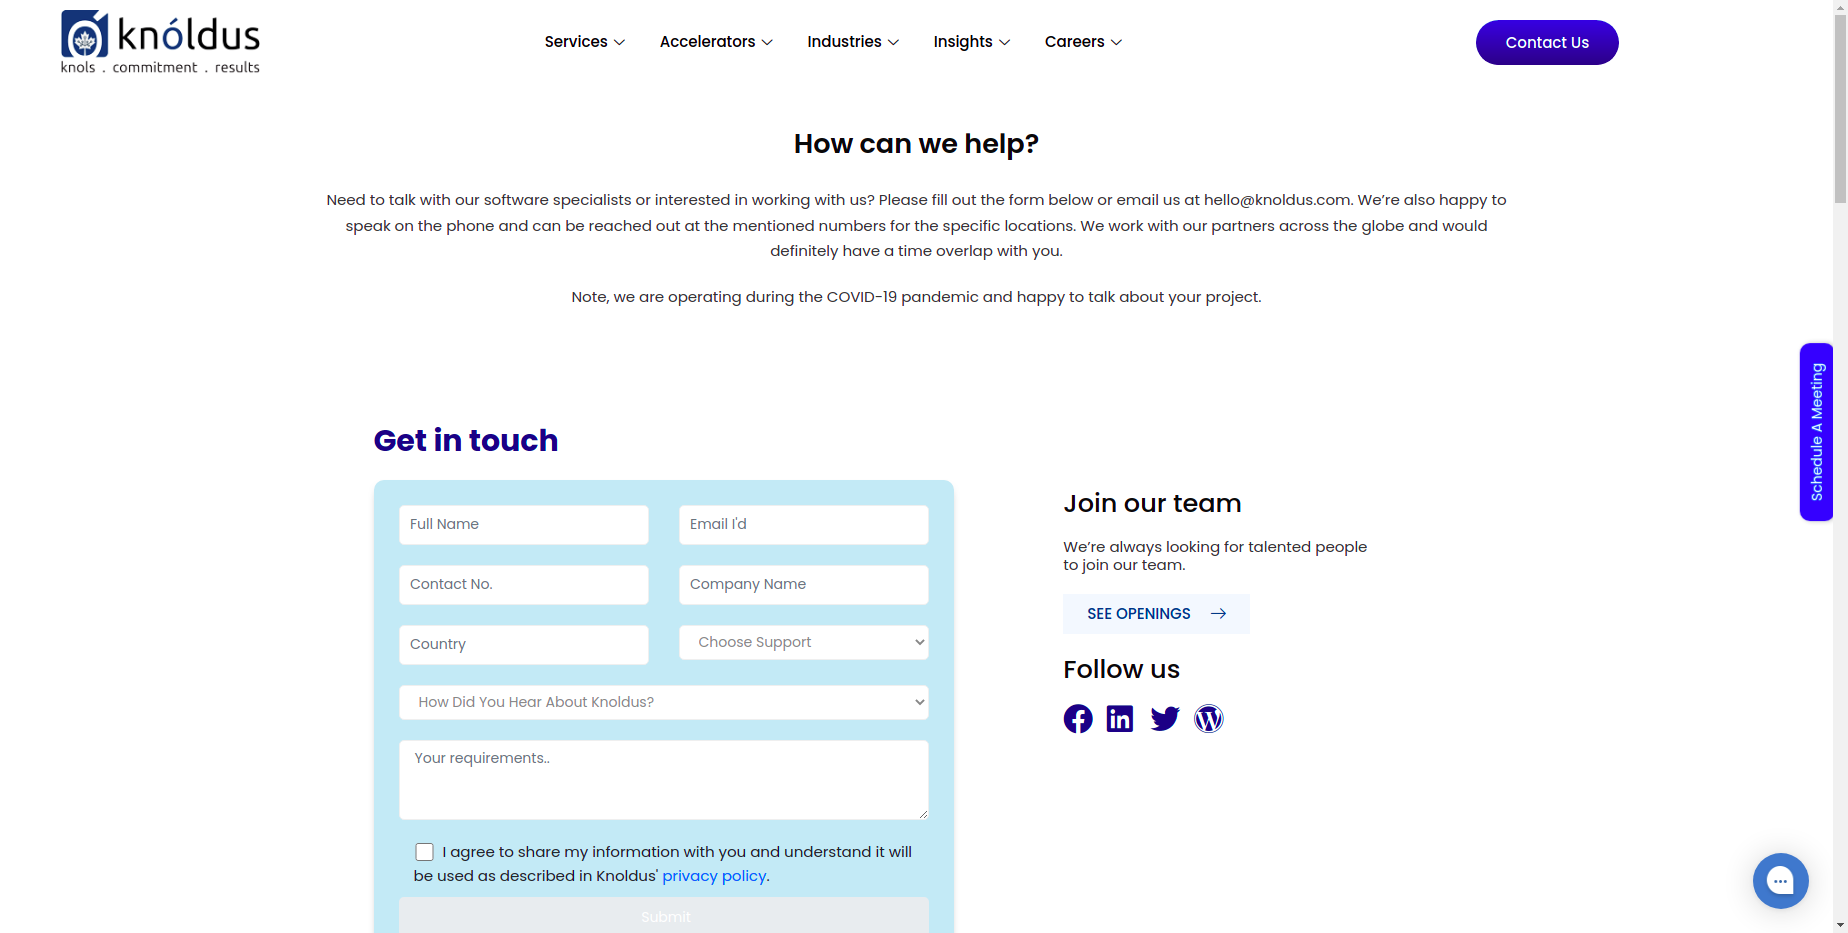 knóldus
knols . commitment . results
Services
Accelerators
Industries
Insights
Careers
Contact Us
How can we help?
Need to talk with our software specialists or interested in working with us? Please fill out the form below or email us at hello@knoldus.com. We’re also happy to
speak on the phone and can be reached out at the mentioned numbers for the specific locations. We work with our partners across the globe and would
definitely have a time overlap with you.
Note, we are operating during the COVID-19 pandemic and happy to talk about your project.
Schedule A Meeting
Get in touch
Full Name
Email I'd
Contact No.
Company Name
Country
Choose Support
How Did You Hear About Knoldus?
Your requirements..
I agree to share my information with you and understand it will
be used as described in Knoldus' privacy policy.
Submit
Join our team
We’re always looking for talented people
to join our team.
SEE OPENINGS
Follow us